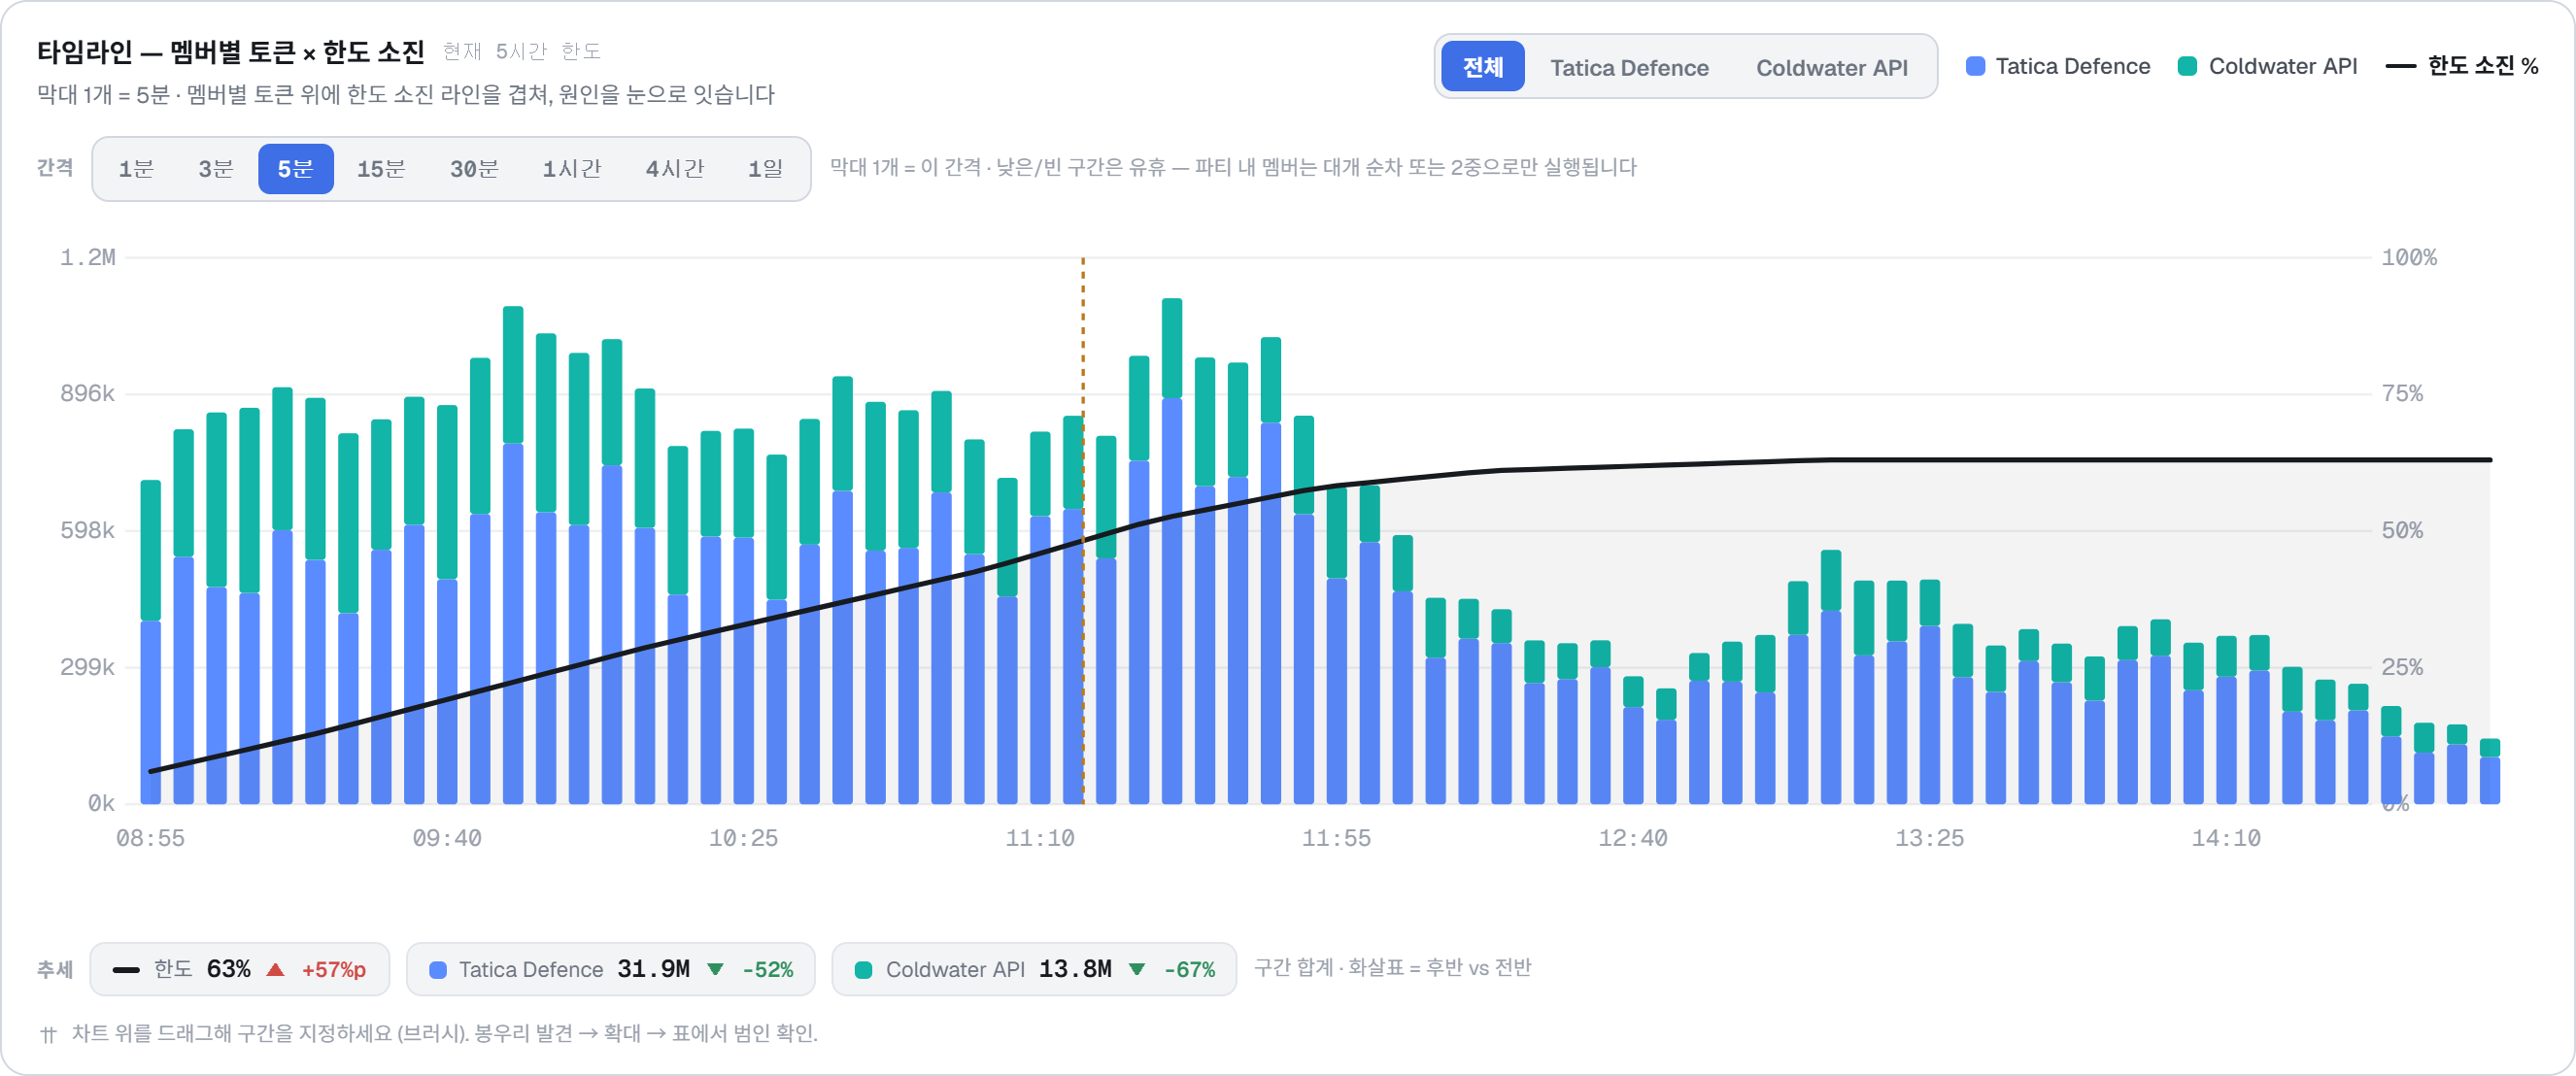 타임라인 — 멤버별 토큰 × 한도 소진 현재 5시간 한도
막대 1개 = 5분 · 멤버별 토큰 위에 한도 소진 라인을 겹쳐, 원인을 눈으로 잇습니다
전체 Tatica Defence Coldwater API
Tatica Defence Coldwater API 한도 소진 %
간격 1분 3분 5분 15분 30분 1시간 4시간 1일 막대 1개 = 이 간격 · 낮은/빈 구간은 유휴 — 파티 내 멤버는 대개 순차 또는 2중으로만 실행됩니다
1.2M 100%
896k 75%
598k 50%
299k 25%
0k 0%
08:55 09:40 10:25 11:10 11:55 12:40 13:25 14:10
추세 한도 63% ▲ +57%p Tatica Defence 31.9M ▼ -52% Coldwater API 13.8M ▼ -67% 구간 합계 · 화살표 = 후반 vs 전반
차트 위를 드래그해 구간을 지정하세요 (브러시). 봉우리 발견 → 확대 → 표에서 범인 확인.